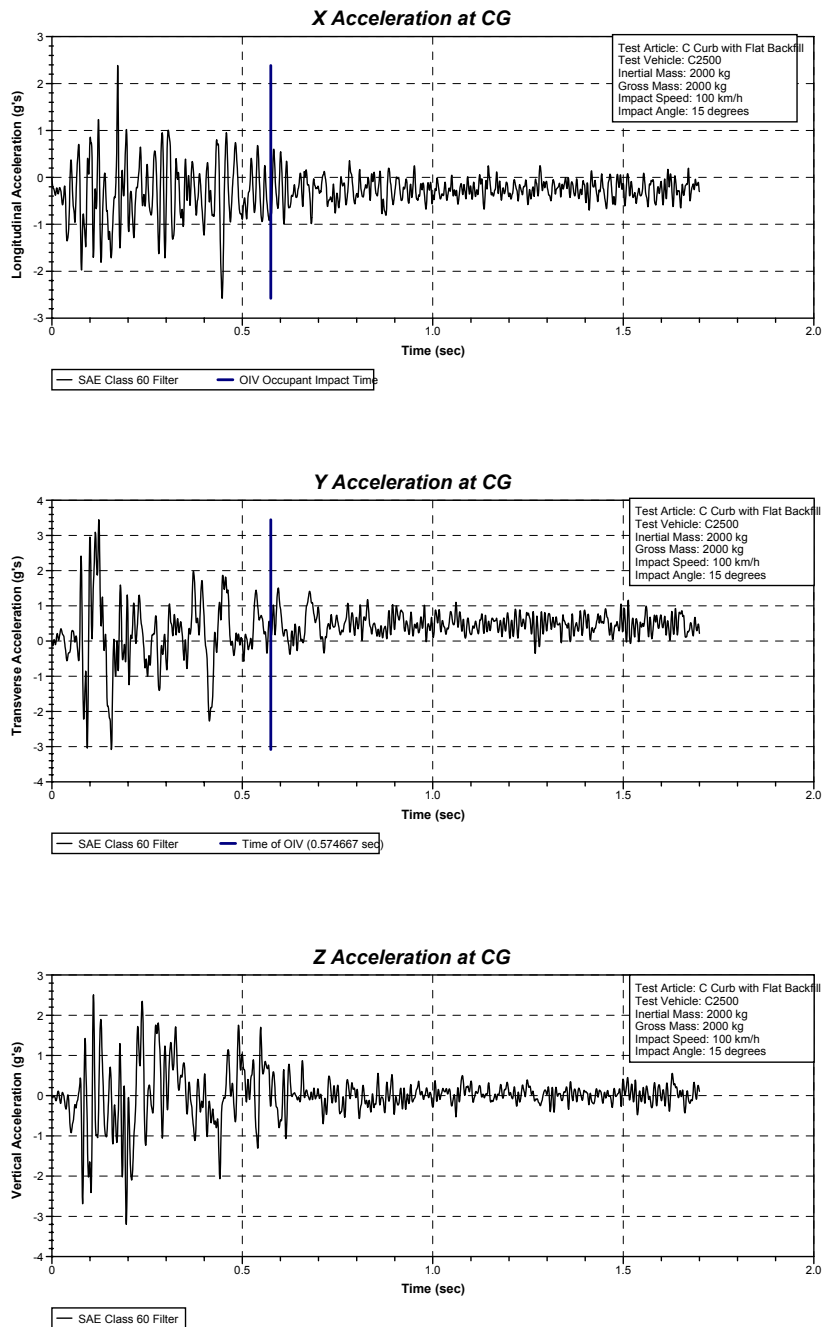 X Acceleration at CG
3
2
1
0
-1
-2
-3
Longitudinal Acceleration (g's)
Test Article: C Curb with Flat Backfill
Test Vehicle: C2500
Inertial Mass: 2000 kg
Gross Mass: 2000 kg
Impact Speed: 100 km/h
Impact Angle: 15 degrees
0 0.5 1.0 1.5 2.0
Time (sec)
SAE Class 60 Filter OIV Occupant Impact Time
Y Acceleration at CG
4
3
2
1
0
-1
-2
-3
-4
Transverse Acceleration (g's)
Test Article: C Curb with Flat Backfill
Test Vehicle: C2500
Inertial Mass: 2000 kg
Gross Mass: 2000 kg
Impact Speed: 100 km/h
Impact Angle: 15 degrees
0 0.5 1.0 1.5 2.0
Time (sec)
SAE Class 60 Filter Time of OIV (0.574667 sec)
Z Acceleration at CG
3
2
1
0
-1
-2
-3
-4
Vertical Acceleration (g's)
Test Article: C Curb with Flat Backfill
Test Vehicle: C2500
Inertial Mass: 2000 kg
Gross Mass: 2000 kg
Impact Speed: 100 km/h
Impact Angle: 15 degrees
0 0.5 1.0 1.5 2.0
Time (sec)
SAE Class 60 Filter